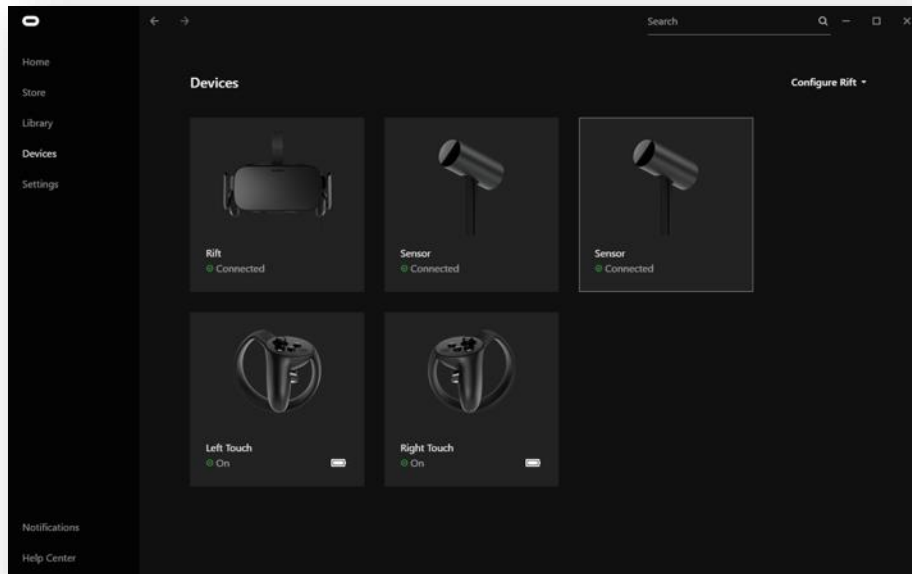 Search
Home
Store
Library
Devices
Settings
Devices
Configure Rift
Rift
Connected
Sensor
Connected
Sensor
Connected
Left Touch
On
Right Touch
On
Notifications
Help Center